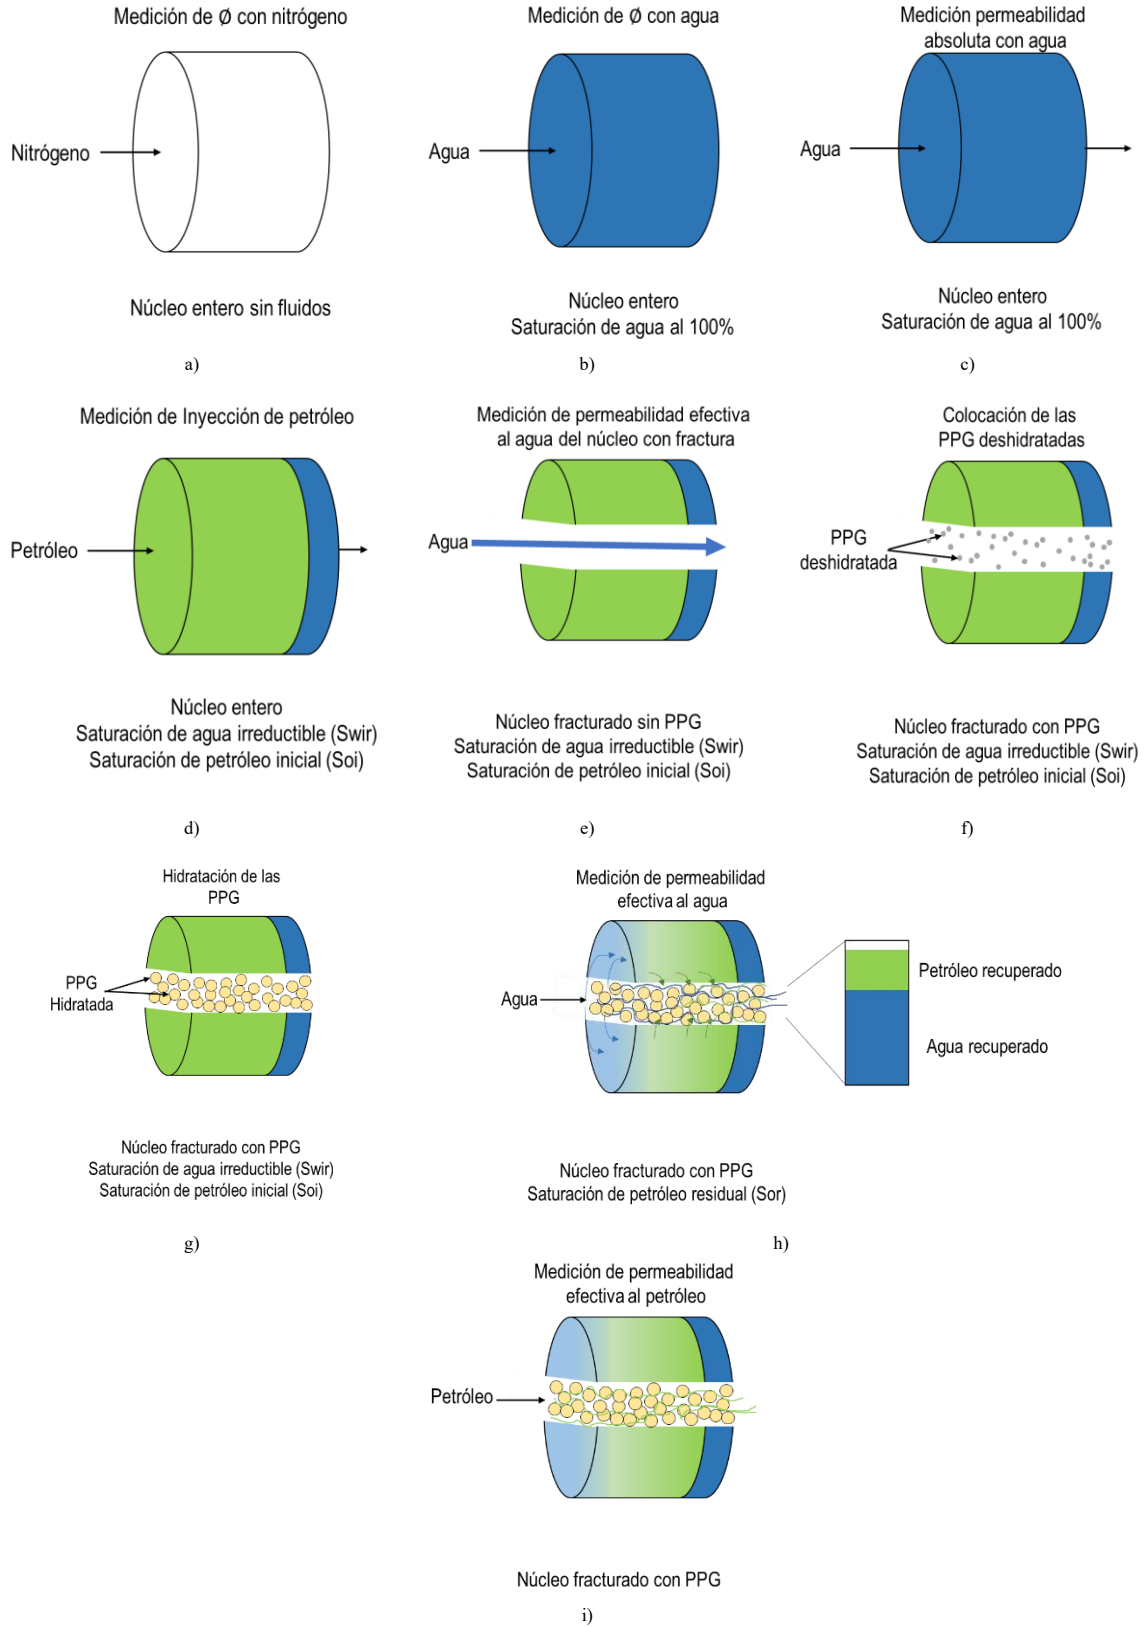 Medición de Ø con nitrógeno
Nitrógeno
Núcleo entero sin fluidos
a)
Medición de Ø con agua
Agua
Núcleo entero
Saturación de agua al 100%
b)
Medición permeabilidad
absoluta con agua
Agua
Núcleo entero
Saturación de agua al 100%
c)
Medición de Inyección de petróleo
Petróleo
Núcleo entero
Saturación de agua irreductible (Swir)
Saturación de petróleo inicial (Soi)
d)
Medición de permeabilidad efectiva
al agua del núcleo con fractura
Agua
Núcleo fracturado sin PPG
Saturación de agua irreductible (Swir)
Saturación de petróleo inicial (Soi)
e)
Colocación de las
PPG deshidratadas
PPG
deshidratada
Núcleo fracturado con PPG
Saturación de agua irreductible (Swir)
Saturación de petróleo inicial (Soi)
f)
Hidratación de las
PPG
PPG
Hidratada
Núcleo fracturado con PPG
Saturación de agua irreductible (Swir)
Saturación de petróleo inicial (Soi)
g)
Medición de permeabilidad
efectiva al agua
Agua
Petróleo recuperado
Agua recuperado
Núcleo fracturado con PPG
Saturación de petróleo residual (Sor)
h)
Medición de permeabilidad
efectiva al petróleo
Petróleo
Núcleo fracturado con PPG
i)